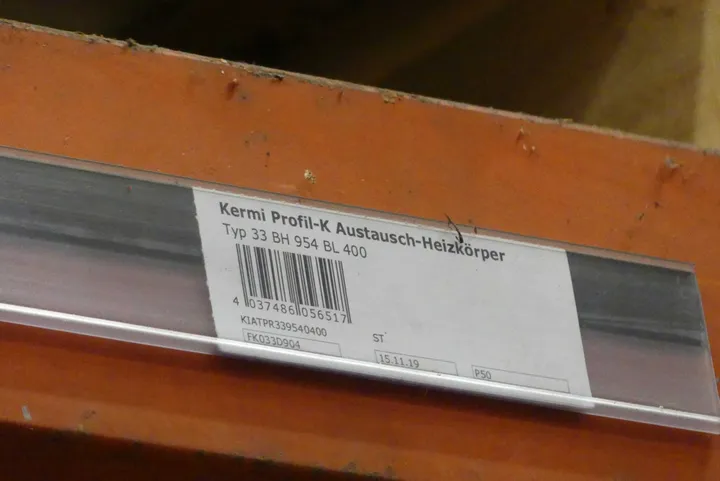 Kermi Profil-K Austausch-Heizkörper
Typ 33 BH 954 BL 400
4 037486 056517
KIATPR339540400
ST
FK033D904
15.11.19
P50